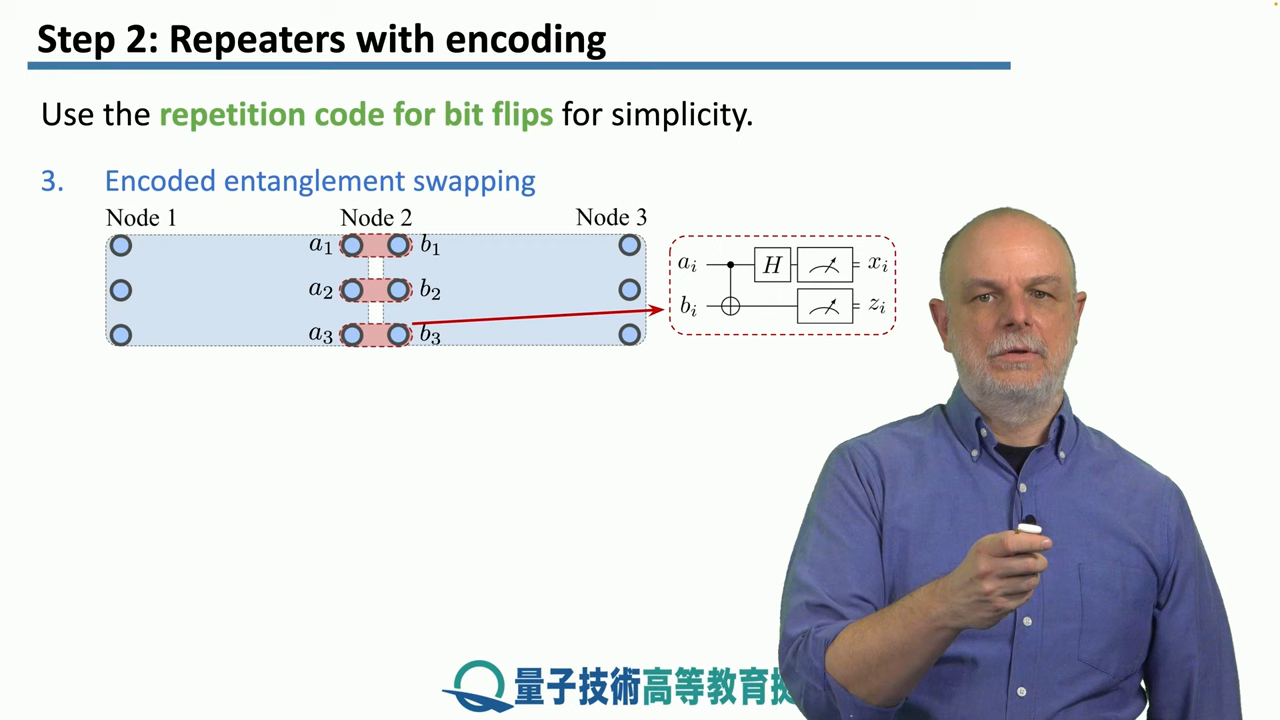 Step 2: Repeaters with encoding
Use the repetition code for bit flips for simplicity.
3. Encoded entanglement swapping
Node 1 Node 2 Node 3
a₁ b₁
a₂ b₂
a₃ b₃
aᵢ H xᵢ
bᵢ zᵢ
量子技術高等教育